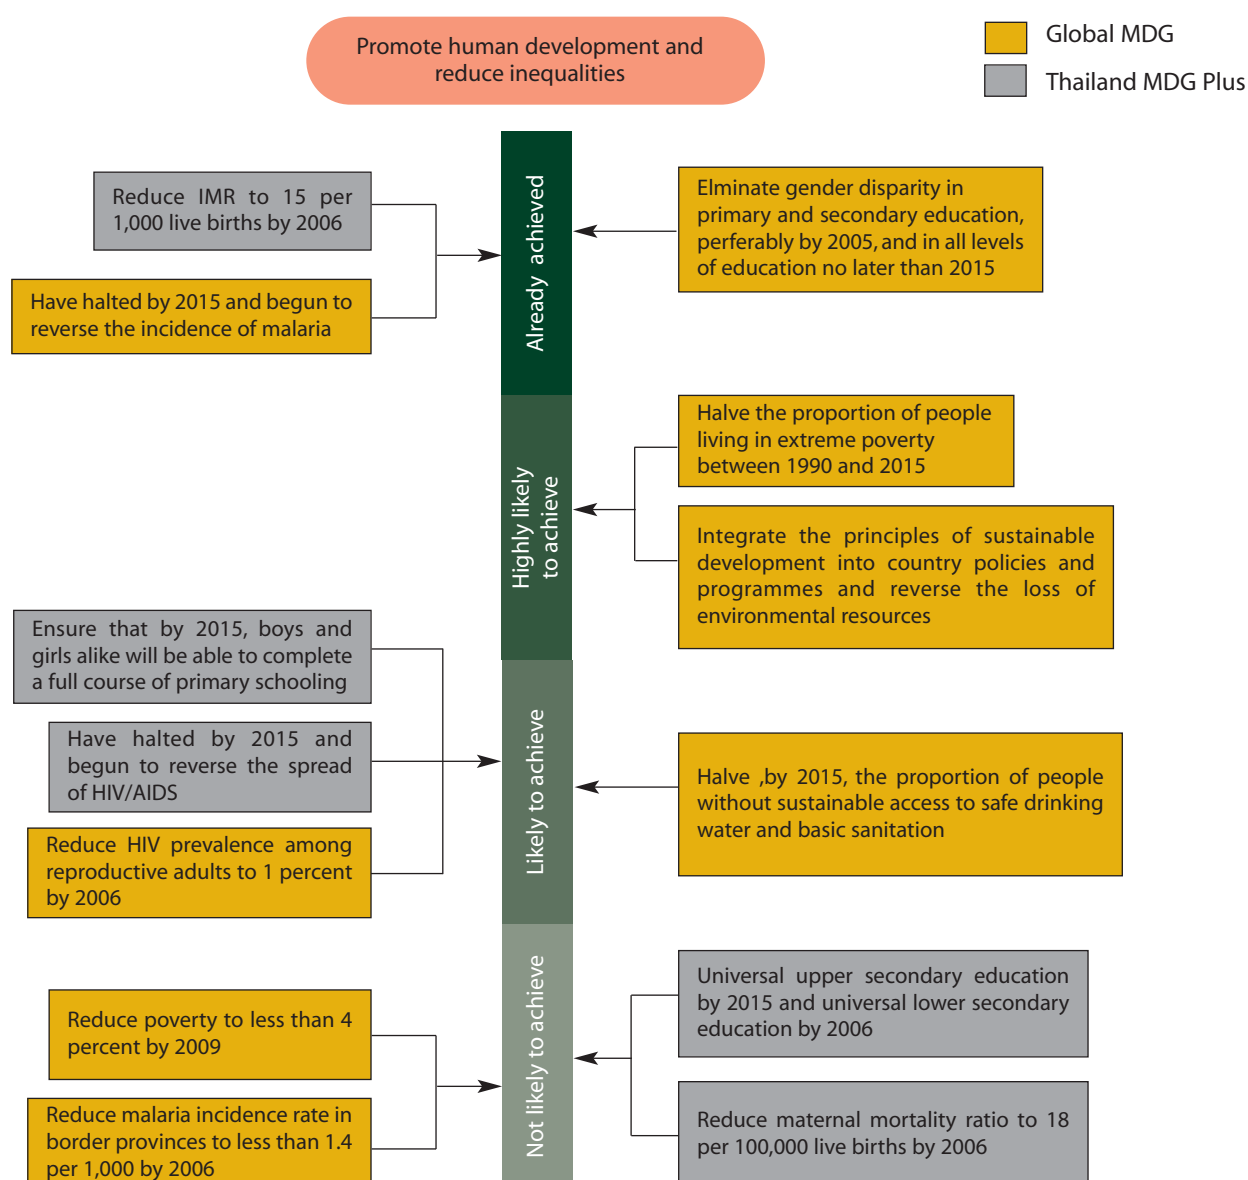 Promote human development and
reduce inequalities
Global MDG
Thailand MDG Plus
Already achieved
Reduce IMR to 15 per
1,000 live births by 2006
Have halted by 2015 and begun to
reverse the incidence of malaria
Elminate gender disparity in
primary and secondary education,
perferably by 2005, and in all levels
of education no later than 2015
Highly likely
to achieve
Halve the proportion of people
living in extreme poverty
between 1990 and 2015
Integrate the principles of sustainable
development into country policies and
programmes and reverse the loss of
environmental resources
Likely to achieve
Ensure that by 2015, boys and
girls alike will be able to complete
a full course of primary schooling
Have halted by 2015 and
begun to reverse the spread
of HIV/AIDS
Reduce HIV prevalence among
reproductive adults to 1 percent
by 2006
Halve ,by 2015, the proportion of people
without sustainable access to safe drinking
water and basic sanitation
Not likely to achieve
Reduce poverty to less than 4
percent by 2009
Reduce malaria incidence rate in
border provinces to less than 1.4
per 1,000 by 2006
Universal upper secondary education
by 2015 and universal lower secondary
education by 2006
Reduce maternal mortality ratio to 18
per 100,000 live births by 2006